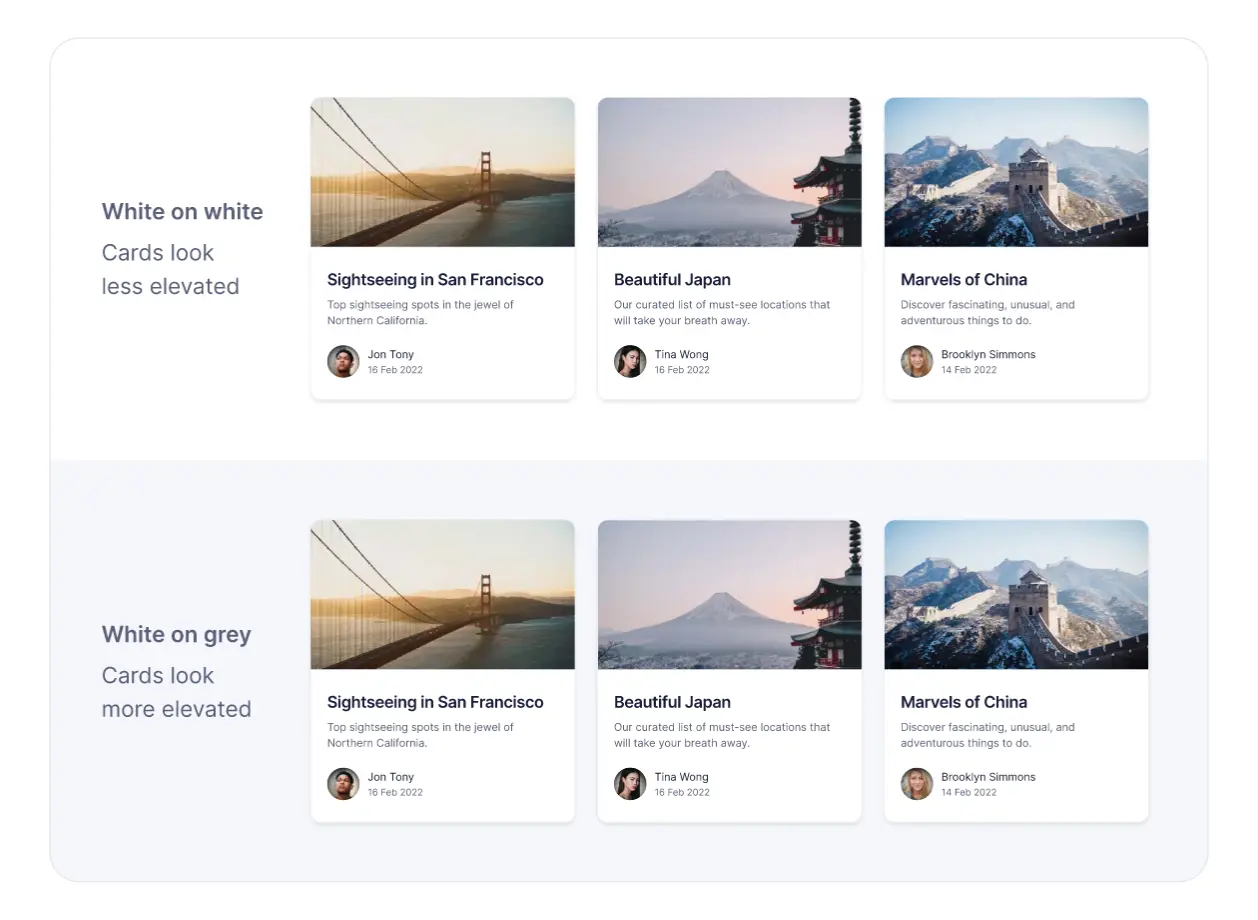 White on white
Cards look
less elevated
Sightseeing in San Francisco
Top sightseeing spots in the jewel of
Northern California.
Jon Tony
16 Feb 2022
Beautiful Japan
Our curated list of must-see locations that
will take your breath away.
Tina Wong
16 Feb 2022
Marvels of China
Discover fascinating, unusual, and
adventurous things to do.
Brooklyn Simmons
14 Feb 2022
White on grey
Cards look
more elevated
Sightseeing in San Francisco
Top sightseeing spots in the jewel of
Northern California.
Jon Tony
16 Feb 2022
Beautiful Japan
Our curated list of must-see locations that
will take your breath away.
Tina Wong
16 Feb 2022
Marvels of China
Discover fascinating, unusual, and
adventurous things to do.
Brooklyn Simmons
14 Feb 2022